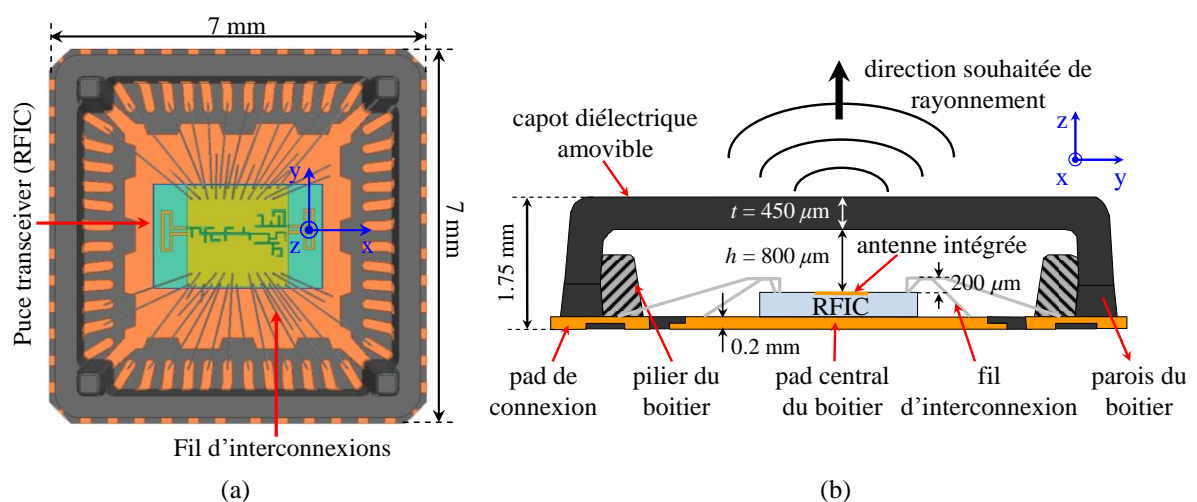 7 mm
Puce transceiver (RFIC)
y
z
x
7 mm
Fil d’interconnexions
(a)
direction souhaitée de
rayonnement
capot diélectrique
amovible
z
x
y
t = 450 µm
1.75 mm
h = 800 µm
antenne intégrée
200 µm
RFIC
0.2 mm
pad de
connexion
pilier du
boitier
pad central
du boitier
fil
d’interconnexion
parois du
boitier
(b)